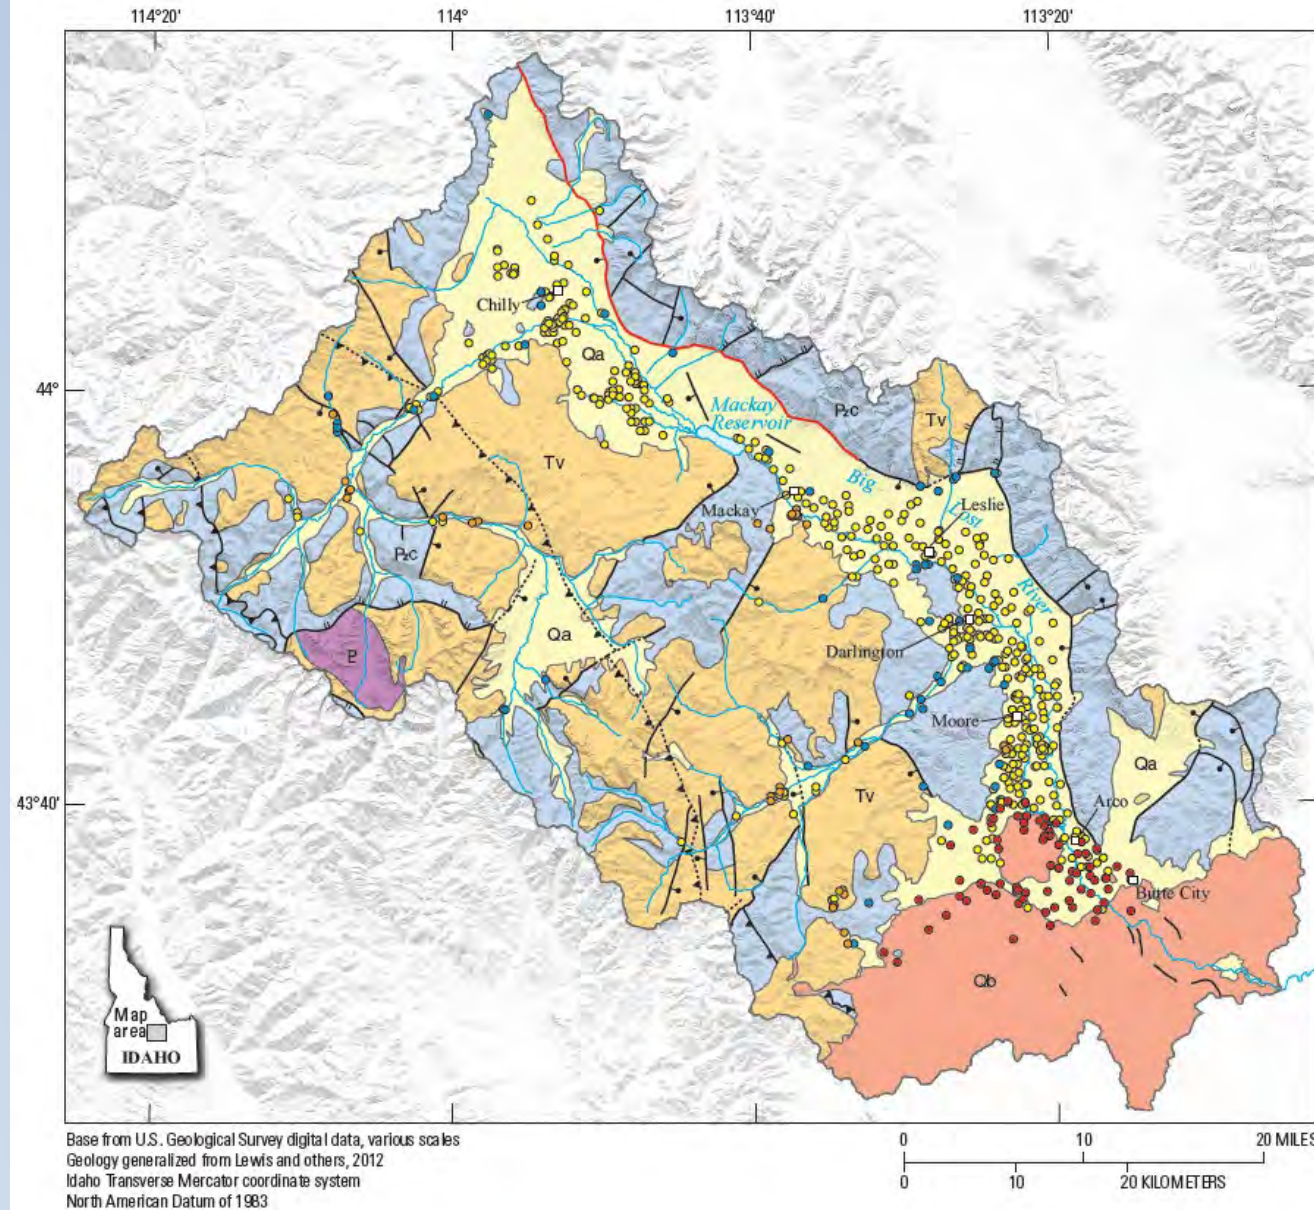 114°20'
114°
113°40'
113°20'
44°
43°40'
Chilly
Qa
Mackay
Reservoir
PzC
Tv
Tv
Big
Mackay
Leslie
Lost
PzC
River
Qa
P
Darlington
Moore
Qa
Tv
Arco
Butte City
Qb
Map
area
IDAHO
Base from U.S. Geological Survey digital data, various scales
Geology generalized from Lewis and others, 2012
Idaho Transverse Mercator coordinate system
North American Datum of 1983
0 10 20 MILES
0 10 20 KILOMETERS